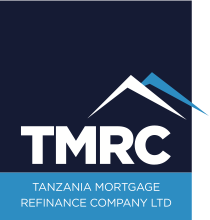 TMRC
TANZANIA MORTGAGE
REFINANCE COMPANY LTD